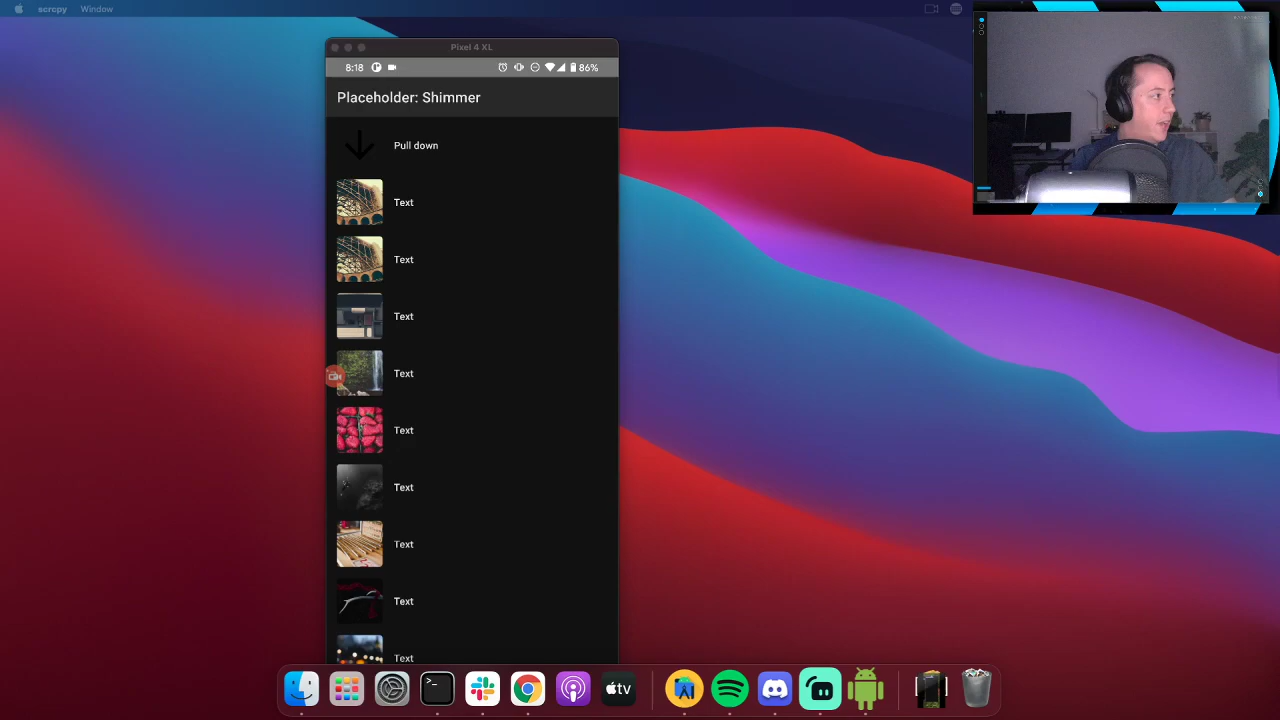 scrcpy Window
Pixel 4 XL
8:18 86%
Placeholder: Shimmer
Pull down
Text
Text
Text
Text
Text
Text
Text
Text
Text
>_
tv